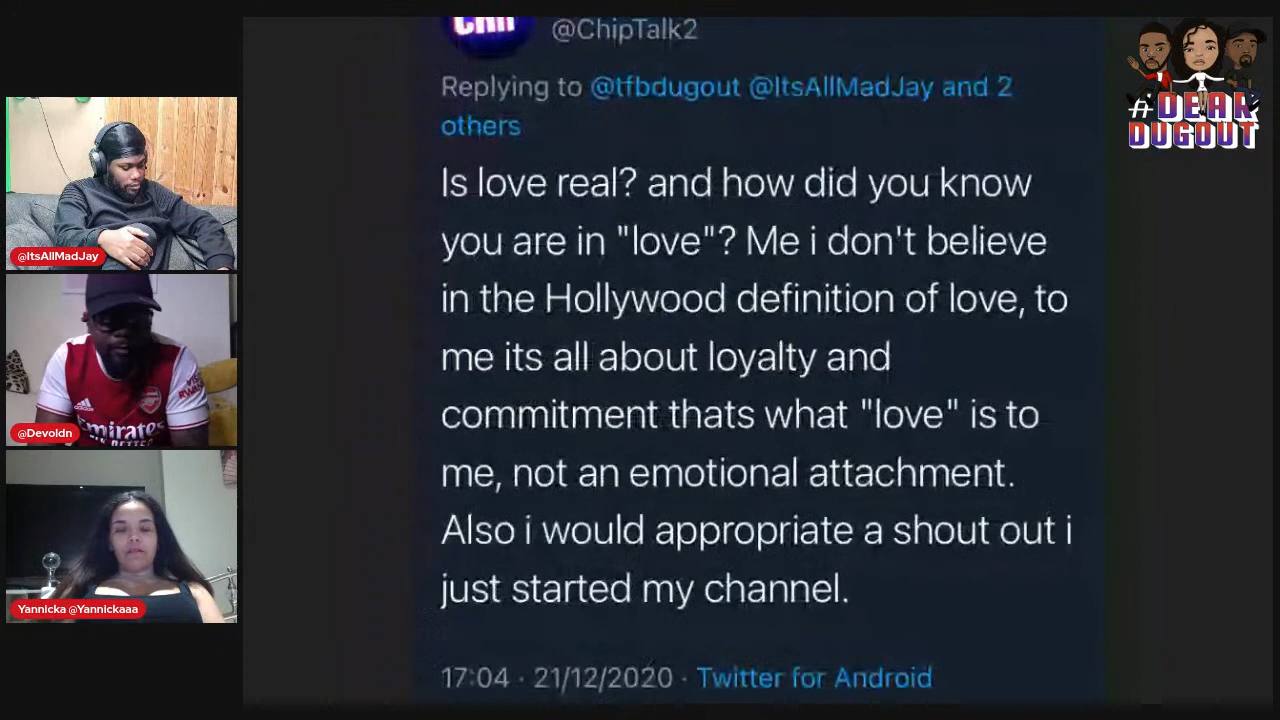 @ChipTalk2
Replying to @tfbdugout @ItsAllMadJay and 2
others
Is love real? and how did you know
you are in "love"? Me i don't believe
in the Hollywood definition of love, to
me its all about loyalty and
commitment thats what "love" is to
me, not an emotional attachment.
Also i would appropriate a shout out i
just started my channel.
17:04 · 21/12/2020 · Twitter for Android
#DEAR
DUGOUT
@ItsAllMadJay
adidas
Emirates
@Devoldn
Yannicka @Yannickaaa